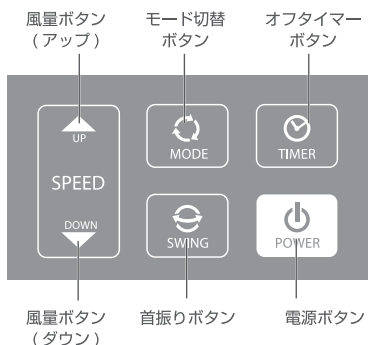 風量ボタン
(アップ)
モード切替
ボタン
オフタイマー
ボタン
UP
SPEED
DOWN
MODE
TIMER
SWING
POWER
風量ボタン
(ダウン)
首振りボタン
電源ボタン